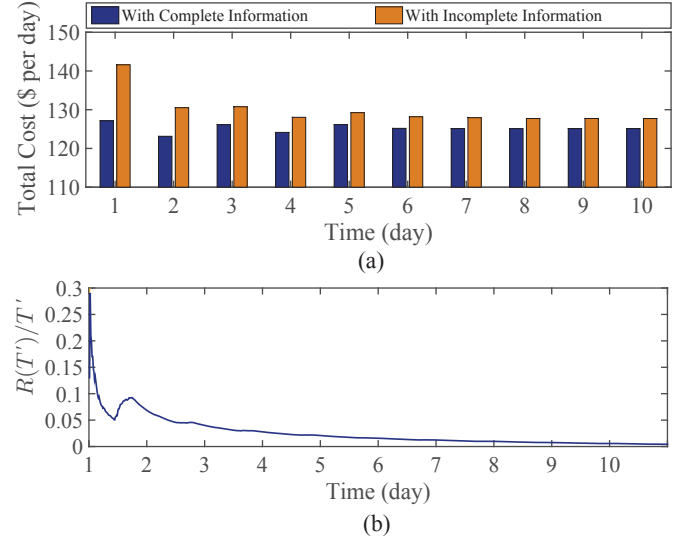 With Complete Information With Incomplete Information
150
140
130
120
110
Total Cost ($ per day)
1 2 3 4 5 6 7 8 9 10
Time (day)
(a)
0.3
0.25
0.2
0.15
0.1
0.05
0
R(T′)/T′
1 2 3 4 5 6 7 8 9 10
Time (day)
(b)